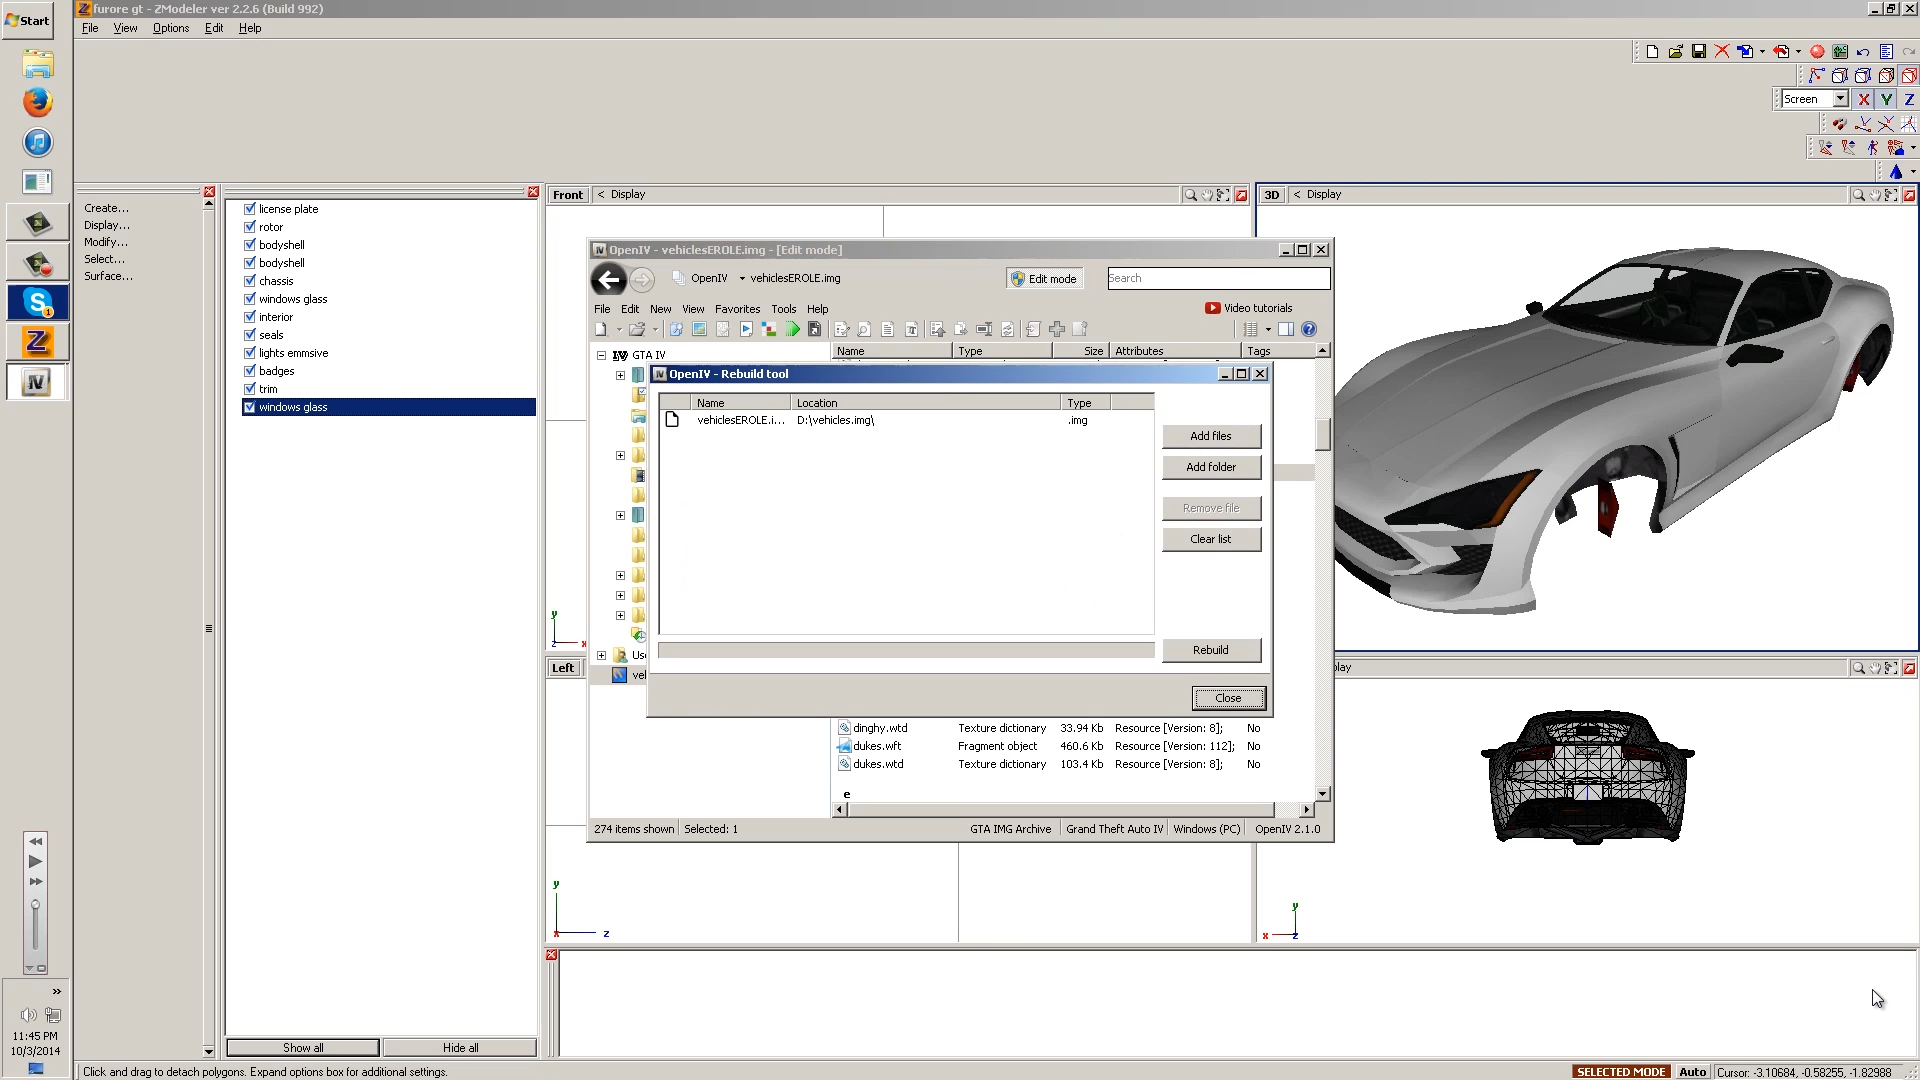 Start
furore gt - ZModeler ver 2.2.6 (Build 992)
File View Options Edit Help
Screen
X Y Z
Create...
Display...
Modify...
Select...
Surface...
license plate
rotor
bodyshell
bodyshell
chassis
windows glass
interior
seals
lights emmsive
badges
trim
windows glass
Show all
Hide all
Front < Display
3D < Display
Left
play
OpenIV - vehiclesEROLE.img - [Edit mode]
OpenIV vehiclesEROLE.img
Edit mode
Search
File Edit New View Favorites Tools Help
Video tutorials
IV GTA IV
Name Type Size Attributes Tags
OpenIV - Rebuild tool
Name Location Type
vehiclesEROLE.i... D:\vehicles.img\ .img
Add files
Add folder
Remove file
Clear list
Rebuild
Close
Use
veh
dinghy.wtd Texture dictionary 33.94 Kb Resource [Version: 8]; No
dukes.wft Fragment object 460.6 Kb Resource [Version: 112]; No
dukes.wtd Texture dictionary 103.4 Kb Resource [Version: 8]; No
e
274 items shown Selected: 1 GTA IMG Archive Grand Theft Auto IV Windows (PC) OpenIV 2.1.0
y
z x
y
x z
y
x z
11:45 PM
10/3/2014
Click and drag to detach polygons. Expand options box for additional settings.
SELECTED MODE Auto Cursor: -3.10684, -0.58255, -1.82988